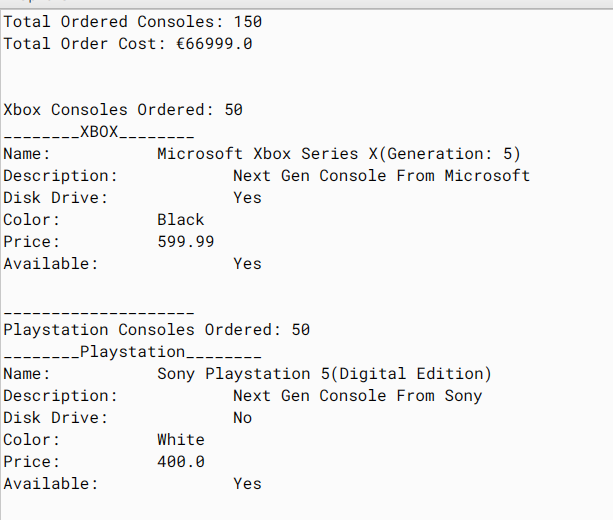 Total Ordered Consoles: 150
Total Order Cost: €66999.0
Xbox Consoles Ordered: 50
________XBOX________
Name: Microsoft Xbox Series X(Generation: 5)
Description: Next Gen Console From Microsoft
Disk Drive: Yes
Color: Black
Price: 599.99
Available: Yes
____________________
Playstation Consoles Ordered: 50
________Playstation________
Name: Sony Playstation 5(Digital Edition)
Description: Next Gen Console From Sony
Disk Drive: No
Color: White
Price: 400.0
Available: Yes